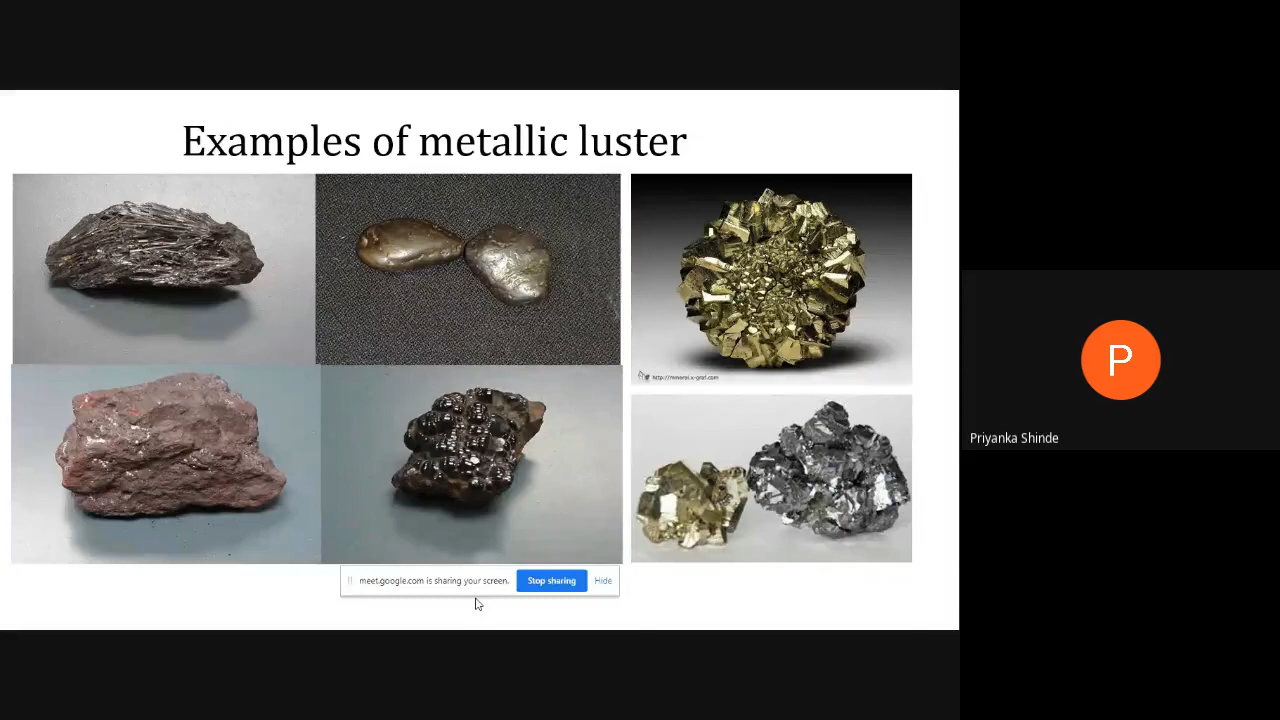 Examples of metallic luster
meet.google.com is sharing your screen.
Stop sharing
Hide
P
Priyanka Shinde